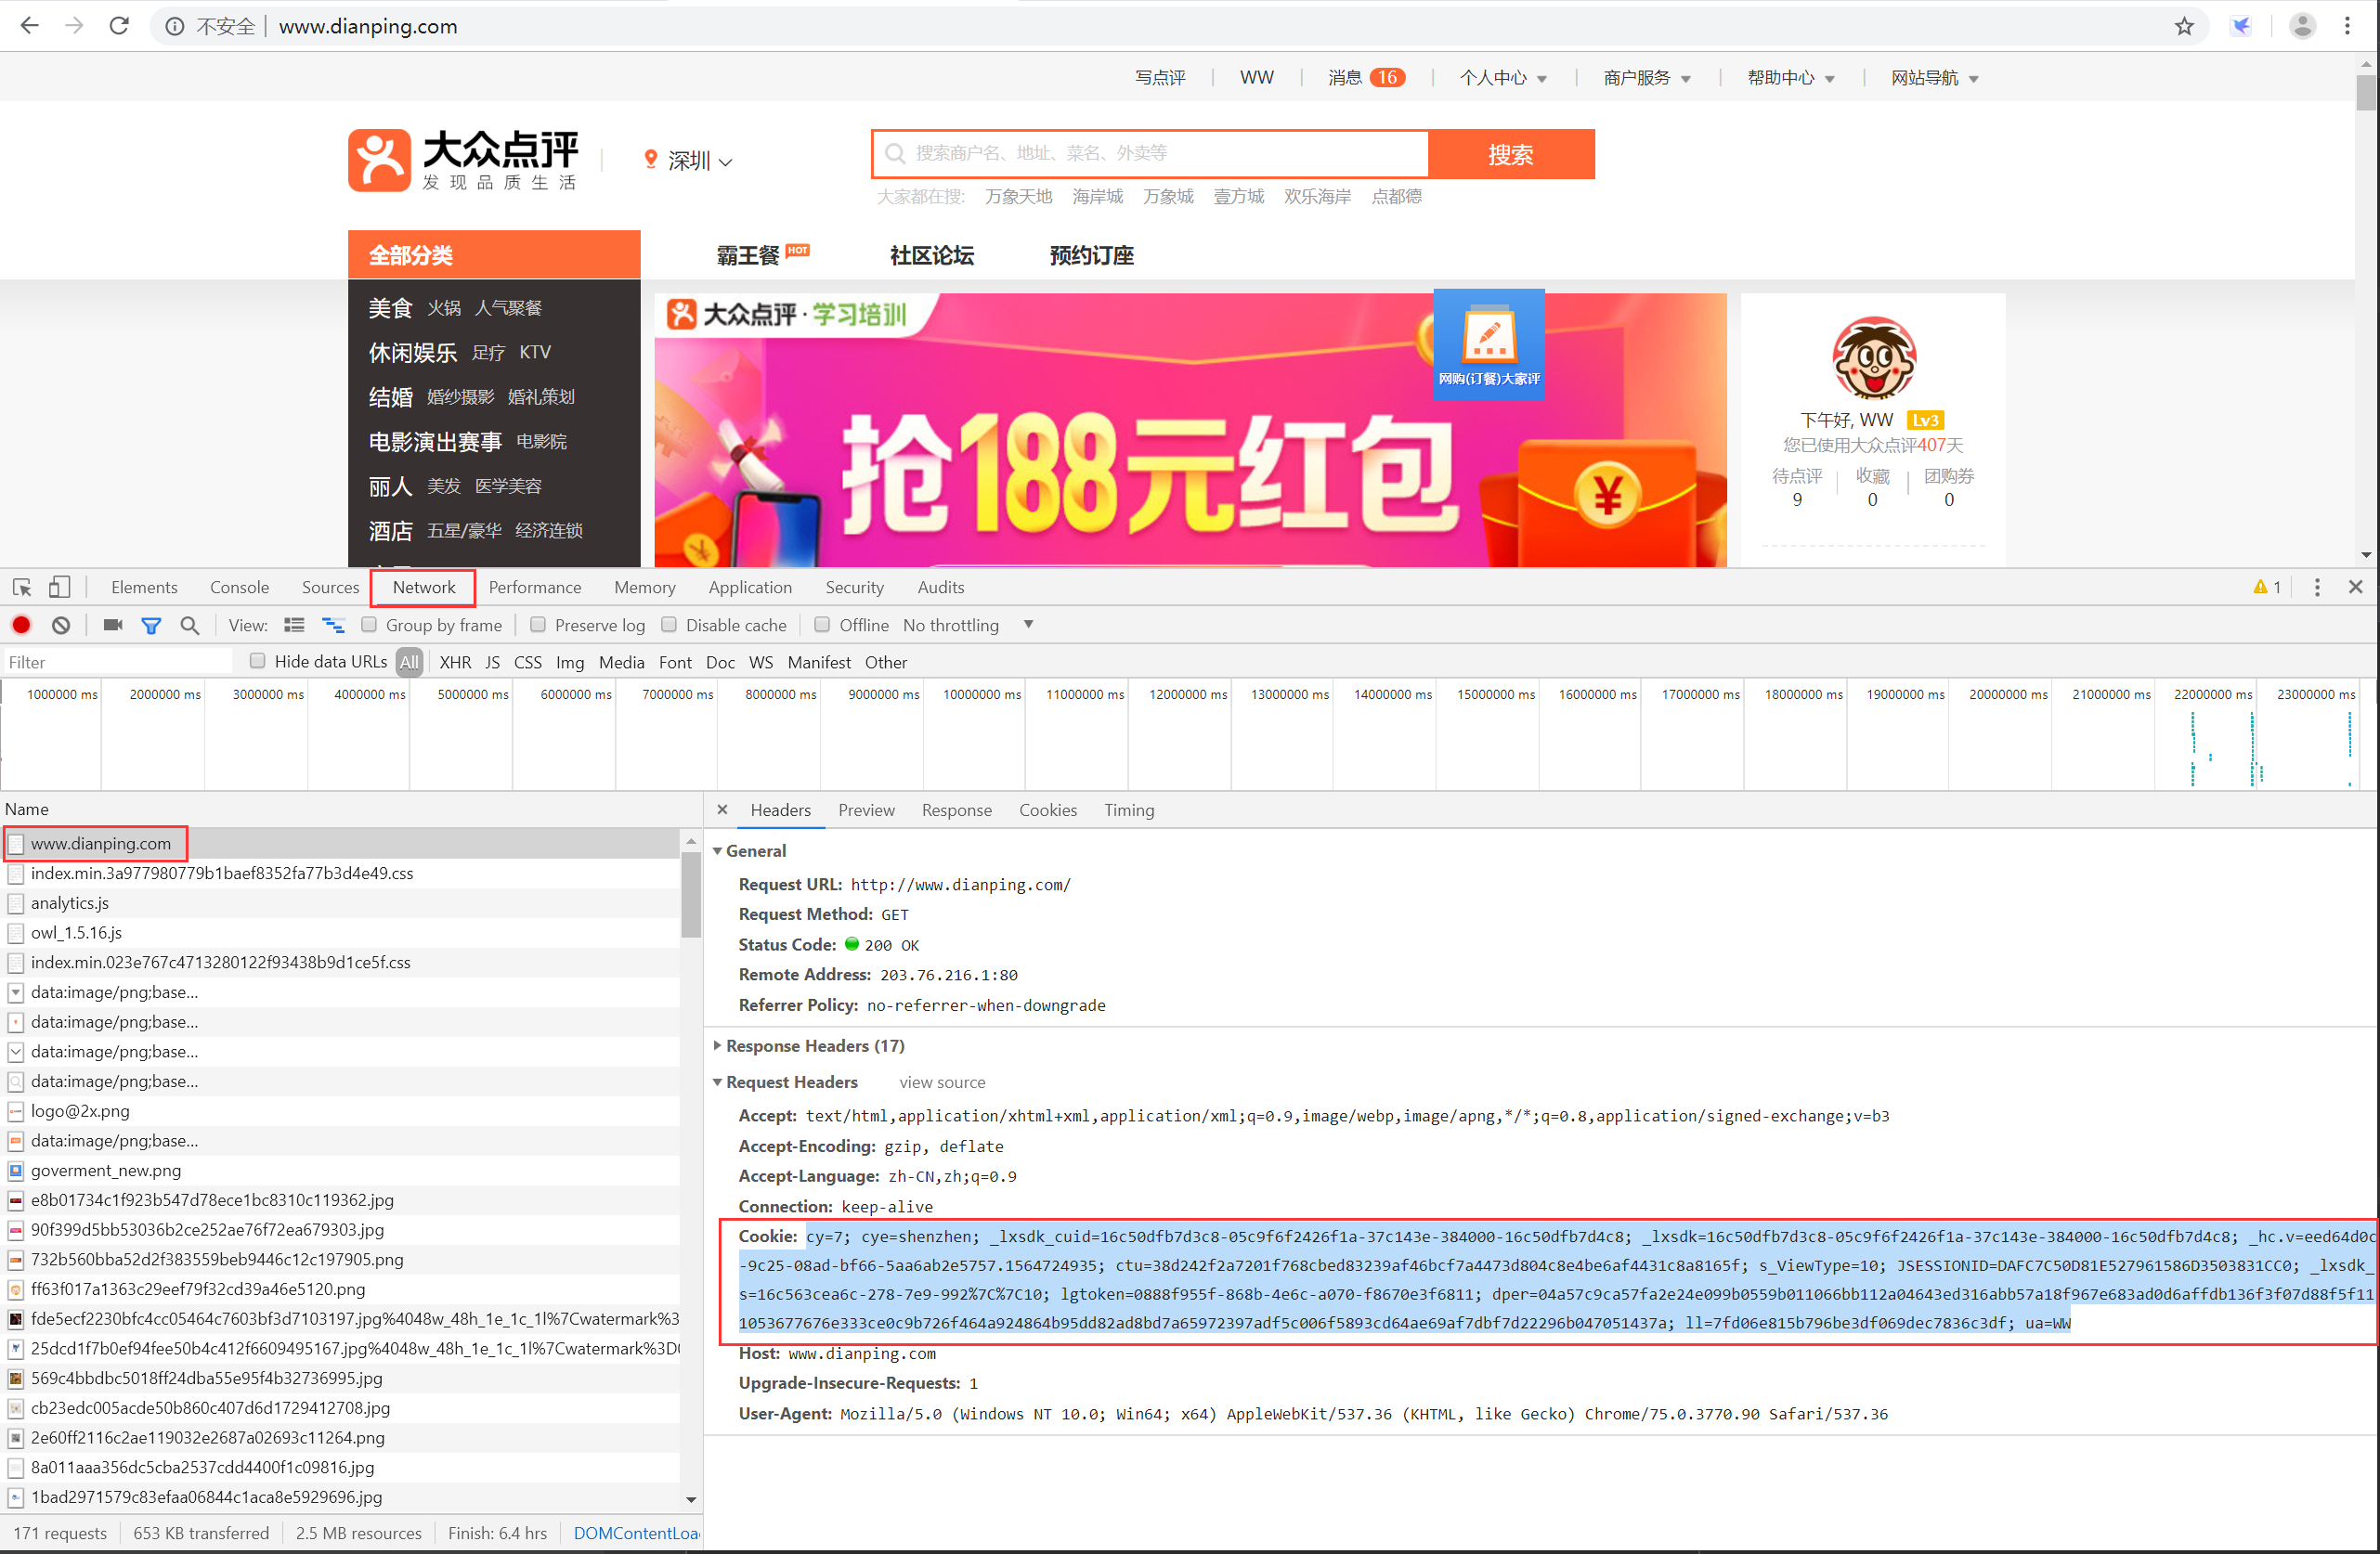 不安全 | www.dianping.com
写点评 | WW | 消息 16 | 个人中心 | 商户服务 | 帮助中心 | 网站导航
大众点评
发现品质生活
深圳
搜索商户名、地址、菜名、外卖等
搜索
大家都在搜: 万象天地 海岸城 万象城 壹方城 欢乐海岸 点都德
全部分类 霸王餐 HOT 社区论坛 预约订座
美食 火锅 人气聚餐
休闲娱乐 足疗 KTV
结婚 婚纱摄影 婚礼策划
电影演出赛事 电影院
丽人 美发 医学美容
酒店 五星/豪华 经济连锁
大众点评·学习培训
网购(订餐)大家评
抢188元红包
下午好, WW Lv3
您已使用大众点评407天
待点评 收藏 团购券
9 0 0
Elements Console Sources Network Performance Memory Application Security Audits 1
View: Group by frame Preserve log Disable cache Offline No throttling
Filter Hide data URLs All XHR JS CSS Img Media Font Doc WS Manifest Other
1000000 ms 2000000 ms 3000000 ms 4000000 ms 5000000 ms 6000000 ms 7000000 ms 8000000 ms 9000000 ms 10000000 ms 11000000 ms 12000000 ms 13000000 ms 14000000 ms 15000000 ms 16000000 ms 17000000 ms 18000000 ms 19000000 ms 20000000 ms 21000000 ms 22000000 ms 23000000 ms
Name
www.dianping.com
index.min.3a977980779b1baef8352fa77b3d4e49.css
analytics.js
owl_1.5.16.js
index.min.023e767c4713280122f93438b9d1ce5f.css
data:image/png;base...
data:image/png;base...
data:image/png;base...
data:image/png;base...
logo@2x.png
data:image/png;base...
goverment_new.png
e8b01734c1f923b547d78ece1bc8310c119362.jpg
90f399d5bb53036b2ce252ae76f72ea679303.jpg
732b560bba52d2f383559beb9446c12c197905.png
ff63f017a1363c29eef79f32cd39a46e5120.png
fde5ecf2230bfc4cc05464c7603bf3d7103197.jpg%4048w_48h_1e_1c_1l%7Cwatermark%3
25dcd1f7b0ef94fee50b4c412f6609495167.jpg%4048w_48h_1e_1c_1l%7Cwatermark%3D
569c4bbdbc5018ff24dba55e95f4b32736995.jpg
cb23edc005acde50b860c407d6d1729412708.jpg
2e60ff2116c2ae119032e2687a02693c11264.png
8a011aaa356dc5cba2537cdd4400f1c09816.jpg
1bad2971579c83efaa06844c1aca8e5929696.jpg
171 requests 653 KB transferred 2.5 MB resources Finish: 6.4 hrs DOMContentLoa
Headers Preview Response Cookies Timing
General
Request URL: http://www.dianping.com/
Request Method: GET
Status Code: 200 OK
Remote Address: 203.76.216.1:80
Referrer Policy: no-referrer-when-downgrade
Response Headers (17)
Request Headers view source
Accept: text/html,application/xhtml+xml,application/xml;q=0.9,image/webp,image/apng,*/*;q=0.8,application/signed-exchange;v=b3
Accept-Encoding: gzip, deflate
Accept-Language: zh-CN,zh;q=0.9
Connection: keep-alive
Cookie: cy=7; cye=shenzhen; _lxsdk_cuid=16c50dfb7d3c8-05c9f6f2426f1a-37c143e-384000-16c50dfb7d4c8; _lxsdk=16c50dfb7d3c8-05c9f6f2426f1a-37c143e-384000-16c50dfb7d4c8; _hc.v=eed64d0c
-9c25-08ad-bf66-5aa6ab2e5757.1564724935; ctu=38d242f2a7201f768cbed83239af46bcf7a4473d804c8e4be6af4431c8a8165f; s_ViewType=10; JSESSIONID=DAFC7C50D81E527961586D3503831CC0; _lxsdk_
s=16c563cea6c-278-7e9-992%7C%7C10; lgtoken=0888f955f-868b-4e6c-a070-f8670e3f6811; dper=04a57c9ca57fa2e24e099b0559b011066bb112a04643ed316abb57a18f967e683ad0d6affdb136f3f07d88f5f11
1053677676e333ce0c9b726f464a924864b95dd82ad8bd7a65972397adf5c006f5893cd64ae69af7dbf7d22296b047051437a; ll=7fd06e815b796be3df069dec7836c3df; ua=WW
Host: www.dianping.com
Upgrade-Insecure-Requests: 1
User-Agent: Mozilla/5.0 (Windows NT 10.0; Win64; x64) AppleWebKit/537.36 (KHTML, like Gecko) Chrome/75.0.3770.90 Safari/537.36